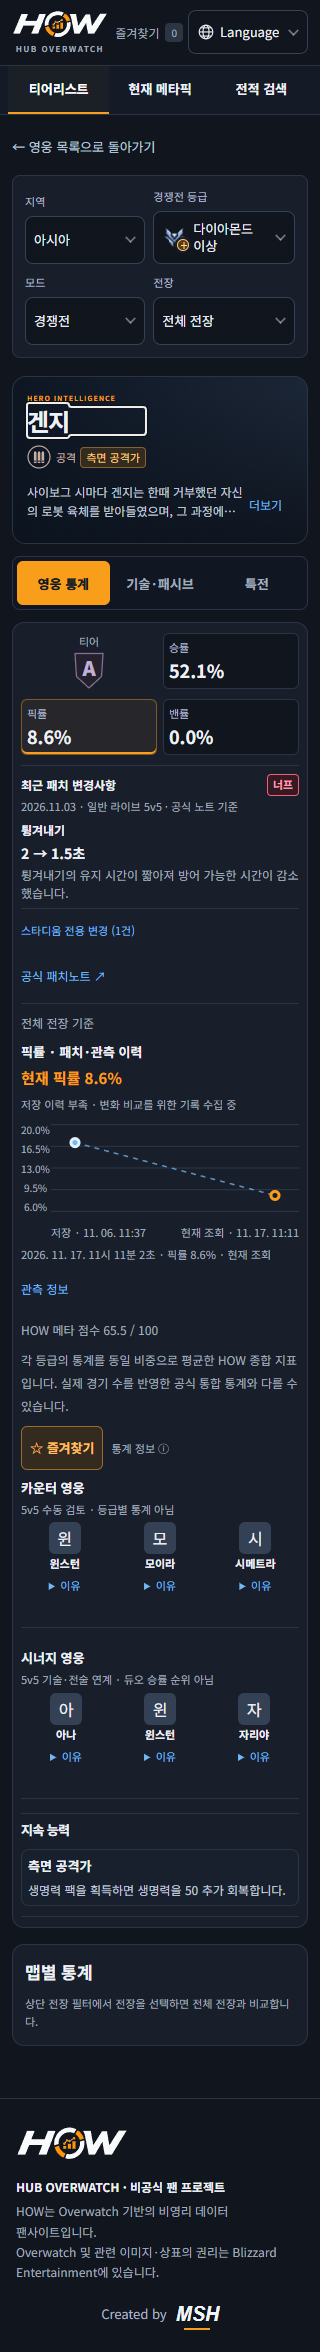 HOW
HUB OVERWATCH
즐겨찾기 0
Language
티어리스트 현재 메타픽 전적 검색
← 영웅 목록으로 돌아가기
지역
경쟁전 등급
아시아
다이아몬드
이상
모드
전장
경쟁전
전체 전장
HERO INTELLIGENCE
겐지
공격 측면 공격가
사이보그 시마다 겐지는 한때 거부했던 자신
의 로봇 육체를 받아들였으며, 그 과정에…
더보기
영웅 통계 기술·패시브 특전
티어
A
승률
52.1%
픽률
8.6%
밴률
0.0%
최근 패치 변경사항
너프
2026.11.03 · 일반 라이브 5v5 · 공식 노트 기준
튕겨내기
2 → 1.5초
튕겨내기의 유지 시간이 짧아져 방어 가능한 시간이 감소
했습니다.
스타디움 전용 변경 (1건)
공식 패치노트 ↗
전체 전장 기준
픽률 · 패치·관측 이력
현재 픽률 8.6%
저장 이력 부족 · 변화 비교를 위한 기록 수집 중
20.0%
16.5%
13.0%
9.5%
6.0%
저장 · 11. 06. 11:37
현재 조회 · 11. 17. 11:11
2026. 11. 17. 11시 11분 2초 · 픽률 8.6% · 현재 조회
관측 정보
HOW 메타 점수 65.5 / 100
각 등급의 통계를 동일 비중으로 평균한 HOW 종합 지표
입니다. 실제 경기 수를 반영한 공식 통합 통계와 다를 수
있습니다.
☆ 즐겨찾기
통계 정보 ⓘ
카운터 영웅
5v5 수동 검토 · 등급별 통계 아님
윈 모 시
윈스턴 모이라 시메트라
▶ 이유 ▶ 이유 ▶ 이유
시너지 영웅
5v5 기술·전술 연계 · 듀오 승률 순위 아님
아 윈 자
아나 윈스턴 자리야
▶ 이유 ▶ 이유 ▶ 이유
지속 능력
측면 공격가
생명력 팩을 획득하면 생명력을 50 추가 회복합니다.
맵별 통계
상단 전장 필터에서 전장을 선택하면 전체 전장과 비교합니
다.
HOW
HUB OVERWATCH · 비공식 팬 프로젝트
HOW는 Overwatch 기반의 비영리 데이터
팬사이트입니다.
Overwatch 및 관련 이미지·상표의 권리는 Blizzard
Entertainment에 있습니다.
Created by MSH